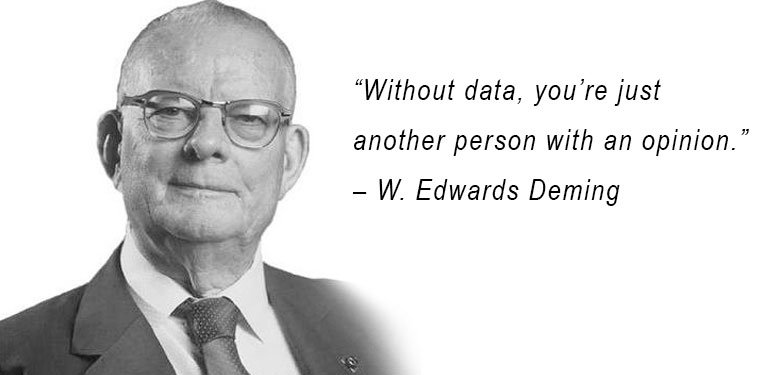 “Without data, you’re just
another person with an opinion.”
– W. Edwards Deming